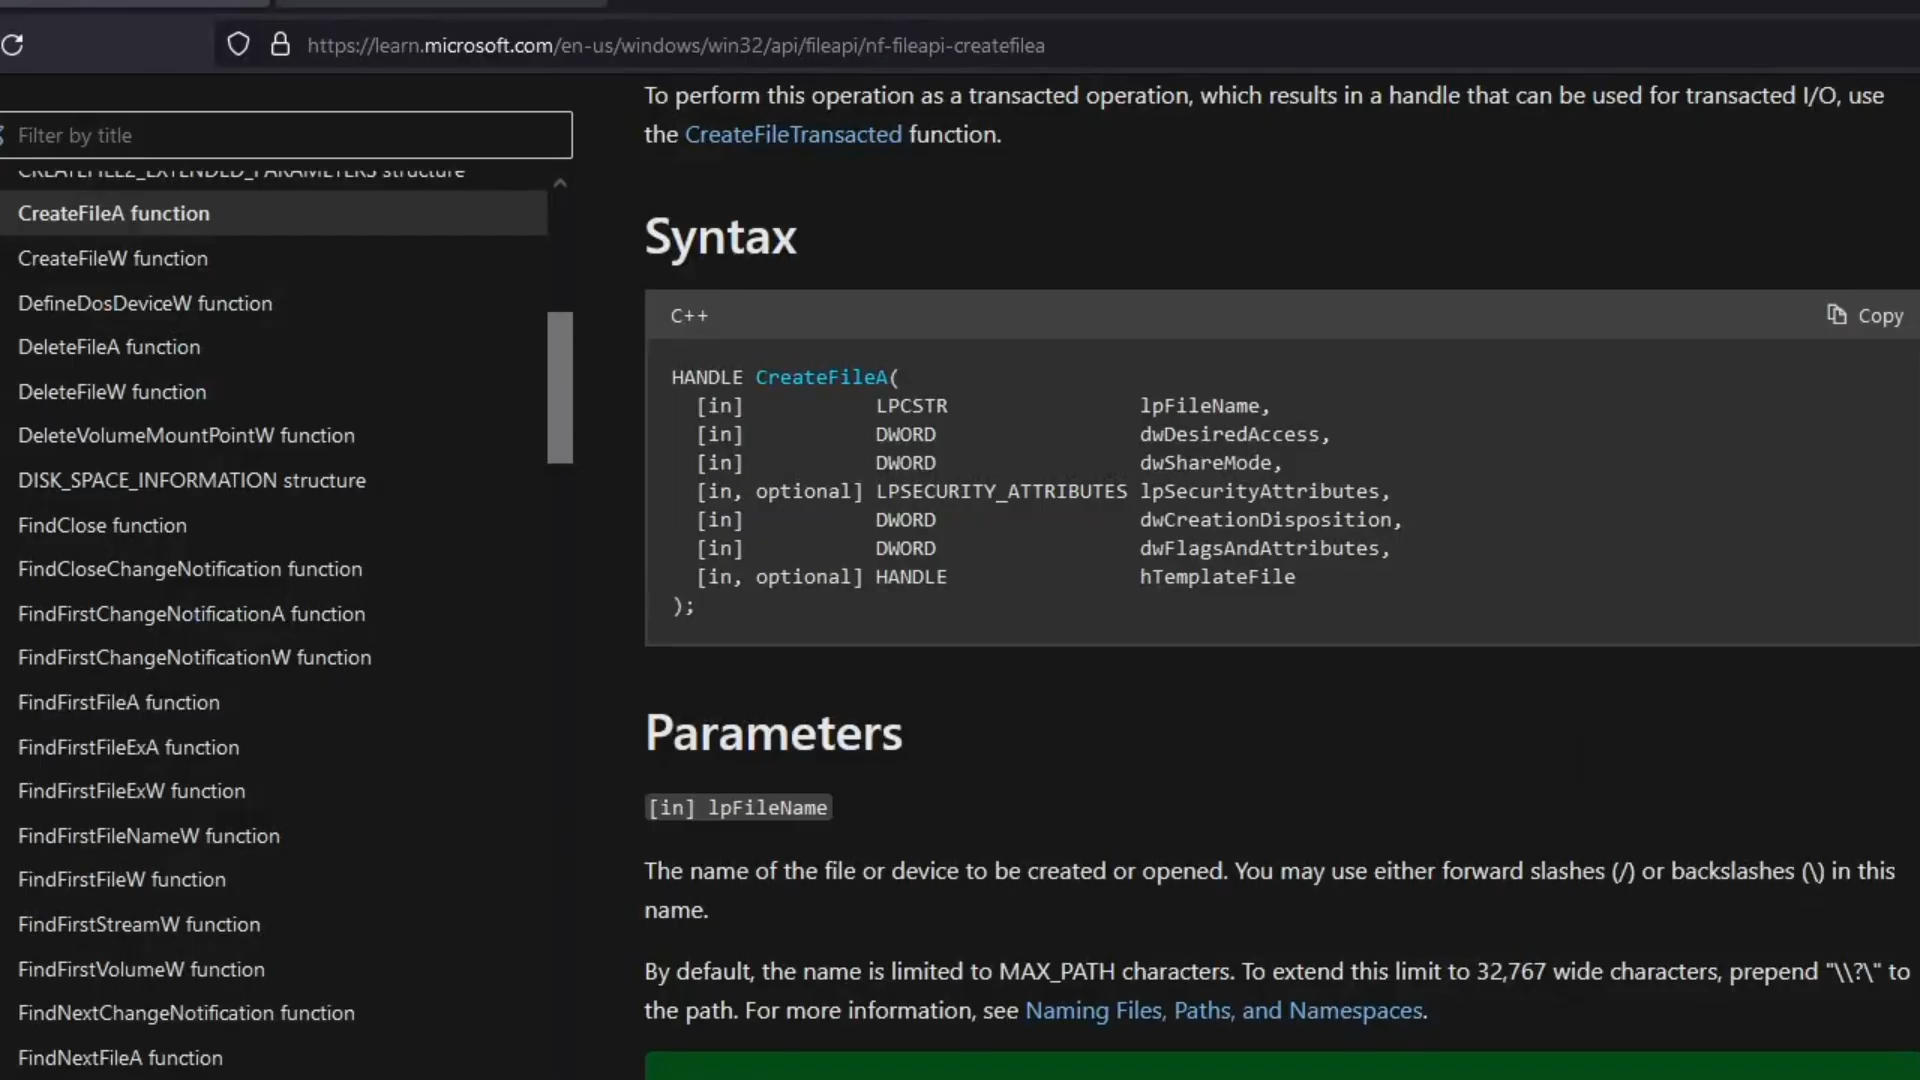 https://learn.microsoft.com/en-us/windows/win32/api/fileapi/nf-fileapi-createfilea
Filter by title
CREATEFILE2_EXTENDED_PARAMETERS structure
CreateFileA function
CreateFileW function
DefineDosDeviceW function
DeleteFileA function
DeleteFileW function
DeleteVolumeMountPointW function
DISK_SPACE_INFORMATION structure
FindClose function
FindCloseChangeNotification function
FindFirstChangeNotificationA function
FindFirstChangeNotificationW function
FindFirstFileA function
FindFirstFileExA function
FindFirstFileExW function
FindFirstFileNameW function
FindFirstFileW function
FindFirstStreamW function
FindFirstVolumeW function
FindNextChangeNotification function
FindNextFileA function
To perform this operation as a transacted operation, which results in a handle that can be used for transacted I/O, use
the CreateFileTransacted function.
Syntax
C++
Copy
HANDLE CreateFileA(
[in] LPCSTR lpFileName,
[in] DWORD dwDesiredAccess,
[in] DWORD dwShareMode,
[in, optional] LPSECURITY_ATTRIBUTES lpSecurityAttributes,
[in] DWORD dwCreationDisposition,
[in] DWORD dwFlagsAndAttributes,
[in, optional] HANDLE hTemplateFile
);
Parameters
[in] lpFileName
The name of the file or device to be created or opened. You may use either forward slashes (/) or backslashes (\) in this
name.
By default, the name is limited to MAX_PATH characters. To extend this limit to 32,767 wide characters, prepend "\\?\" to
the path. For more information, see Naming Files, Paths, and Namespaces.